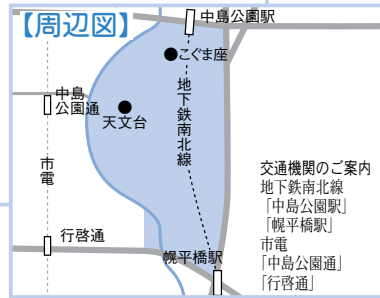 【周辺図】
中島公園駅
こぐま座
中島
公園通
天文台
地下鉄南北線
市電
行啓通
幌平橋駅
交通機関のご案内
地下鉄南北線
「中島公園駅」
「幌平橋駅」
市電
「中島公園通」
「行啓通」